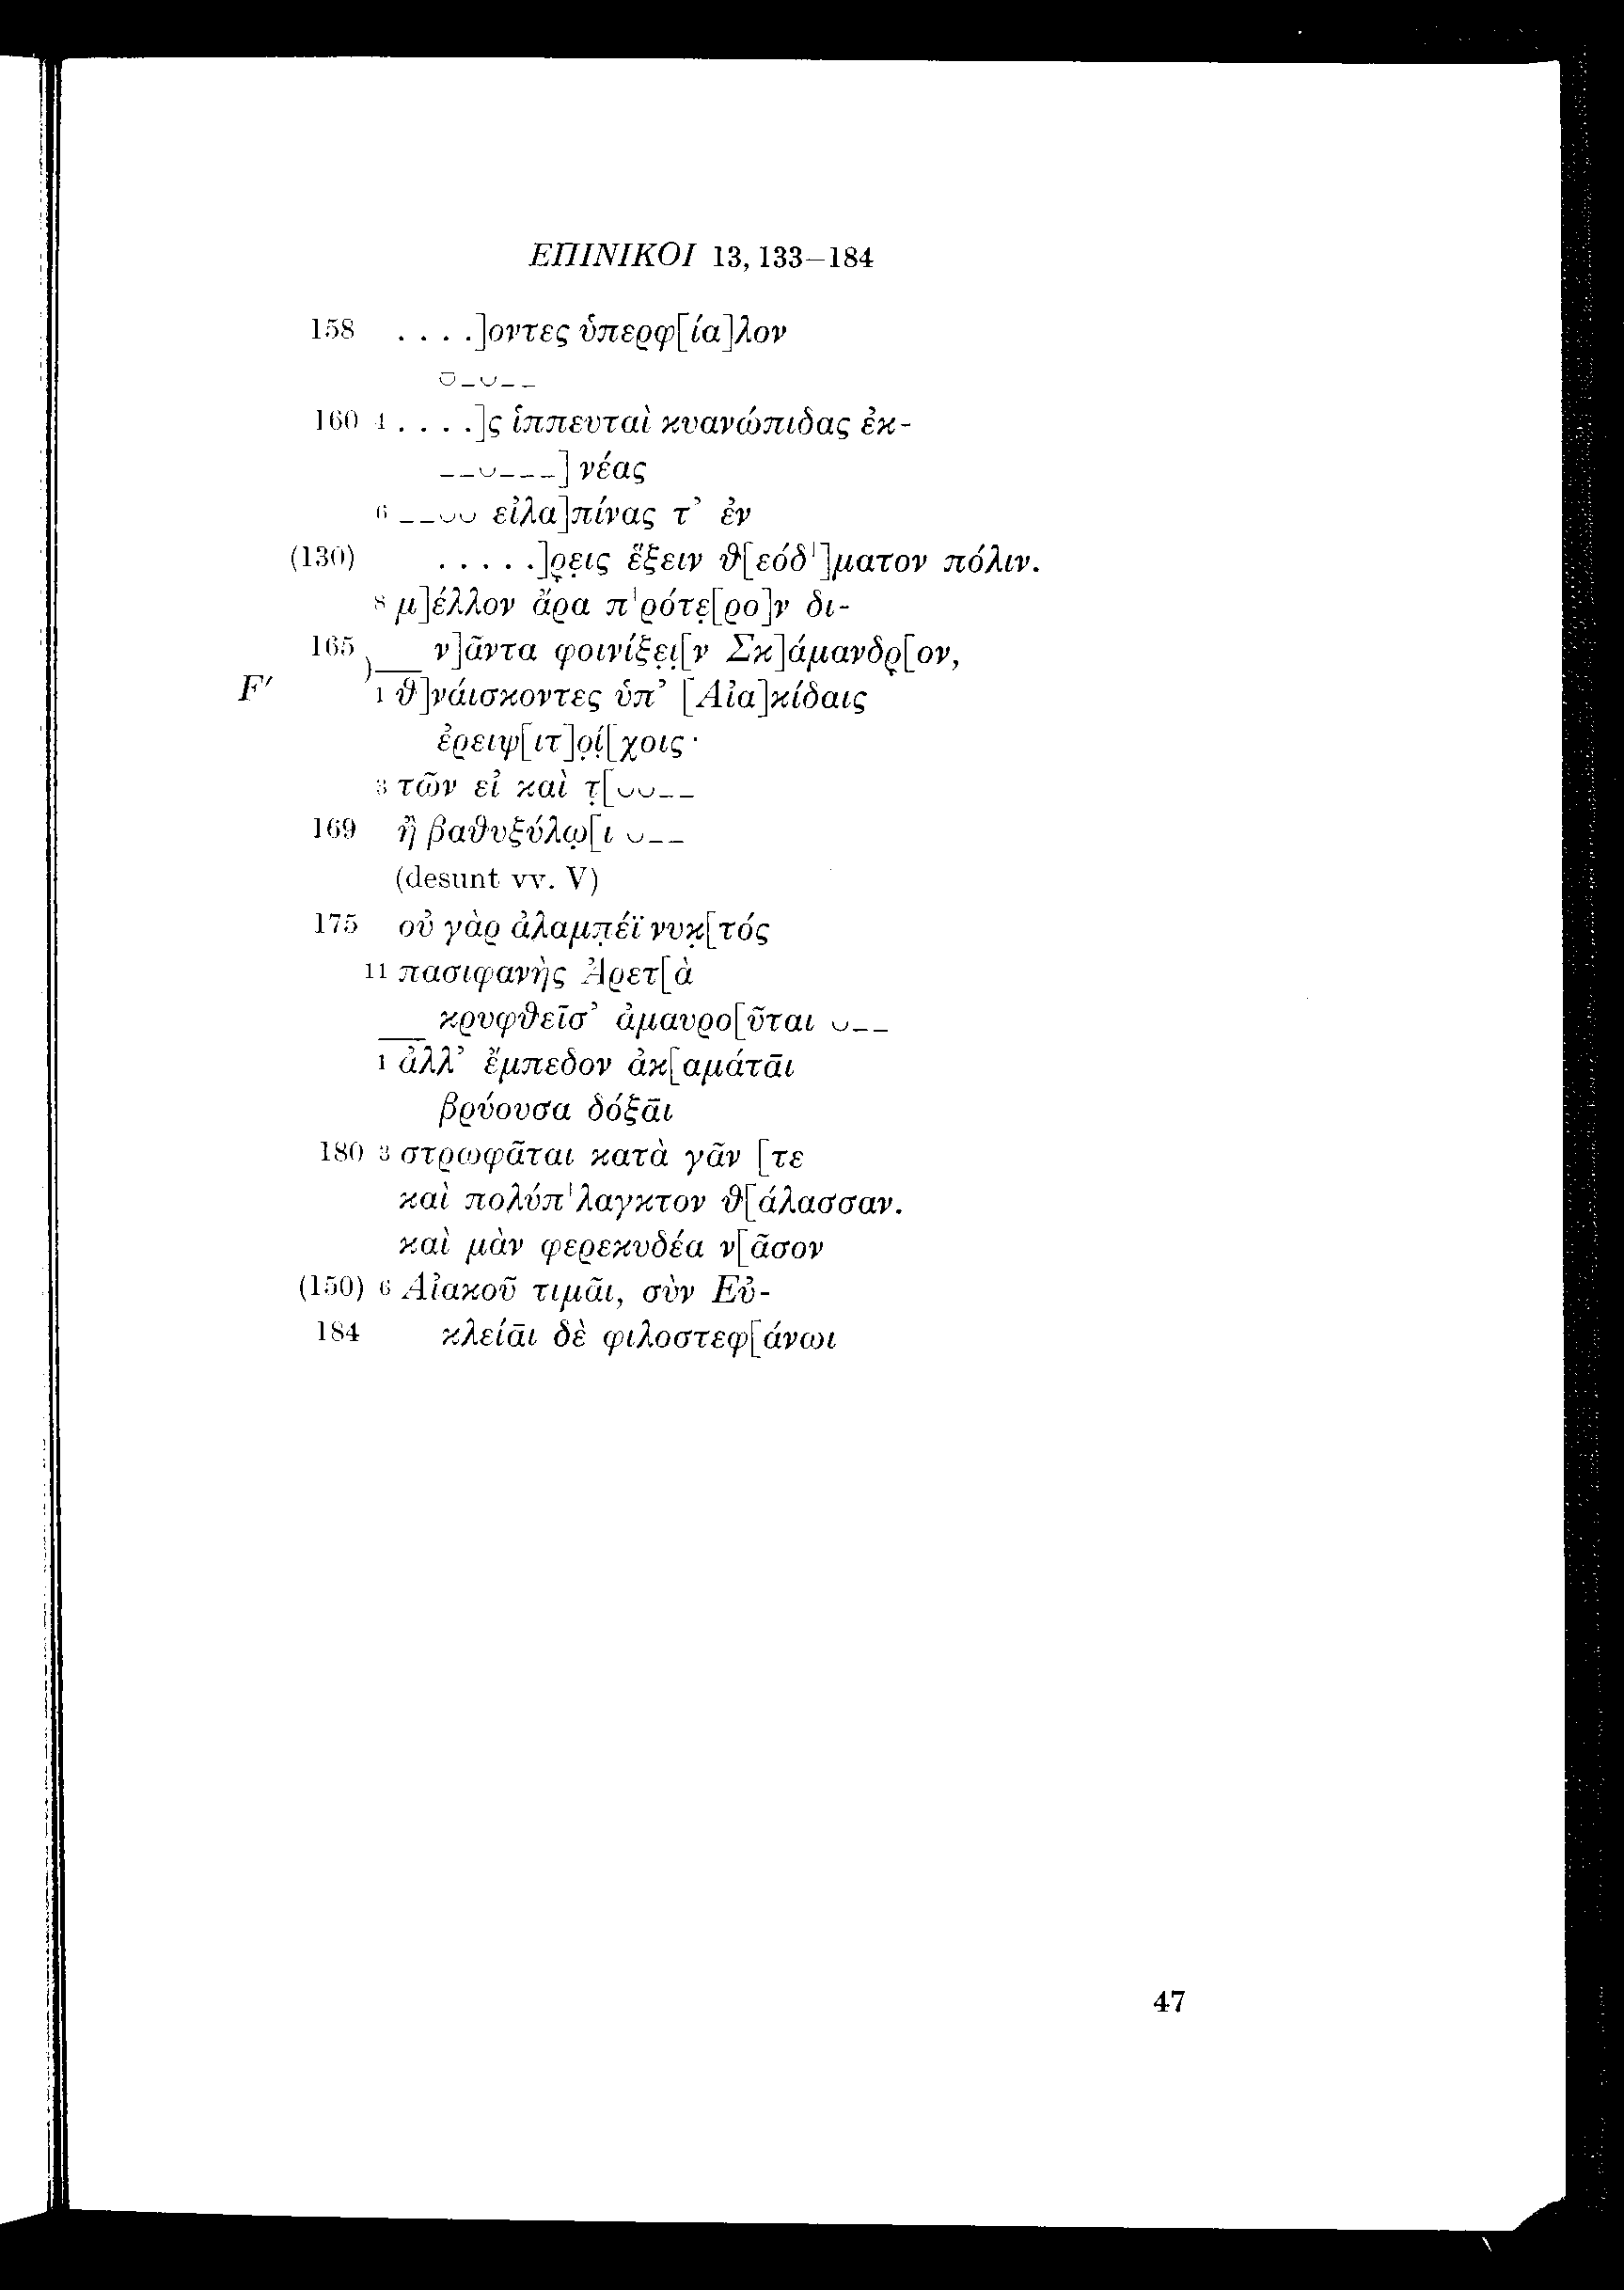 ΕΠΙΝΙΚΟΙ 13, 133–184
158 . . . .]οντες ὑπερφ[ία]λον
⏓–⏑––
160 4 . . . .]ς ἱππευταὶ κυανώπιδας ἐκ-
––⏑–––] νέας
6 ––⏑⏑ εἰλα]πίνας τ’ ἐν
(130) . . . . .]ρ̣ε̣ις ἕξειν θ[εόδ']ματον πόλιν.
8 μ]έλλον ἄρα π'ρότε̣[ρο]ν δι-
165 ν]ᾶντα φοινίξε̣ι̣[ν Σκ]άμανδρ̣[ον,
F′ 1 θ]νάισκοντες ὑπ’ [Αἰα]κίδαις
ἐρειψ[ιτ]ο̣ί̣[χοις·
3 τῶν εἰ καὶ τ̣[⏑⏑––
169 ἢ βαθυξύλω̣[ι ⏑––
(desunt vv. V)
175 οὐ γὰρ ἀλαμπ̣έϊ νυκ̣[τός
11 πασιφανὴς Ἀρετ[ὰ
κρυφθεῖσ’ ἀμαυρο[ῦται ⏑––
1 ἀλλ’ ἔμπεδον ἀκ[αμάτᾱι
βρύουσα δόξᾱι
180 3 στρωφᾶται κατὰ γᾶν [τε
καὶ πολύπ'λαγκτον θ[άλασσαν.
καὶ μὰν φερεκυδέα ν[ᾶσον
(150) 6 Αἰακοῦ τιμᾶι, σὺν Εὐ-
184 κλείᾱι δὲ φιλοστεφ[άνωι
47